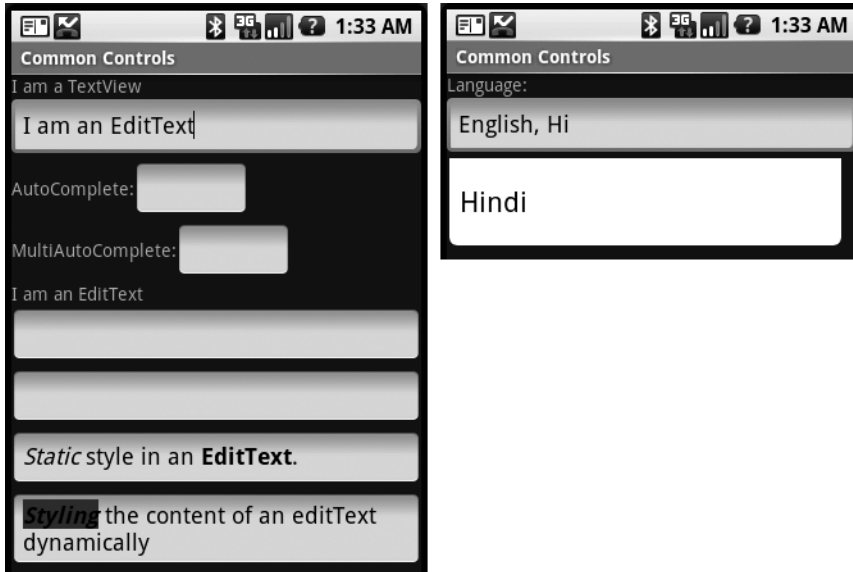 1:33 AM
Common Controls
I am a TextView
I am an EditText
AutoComplete:
MultiAutoComplete:
I am an EditText
Static style in an EditText.
Styling the content of an editText
dynamically
3G 1:33 AM
Common Controls
Language:
English, Hi
Hindi